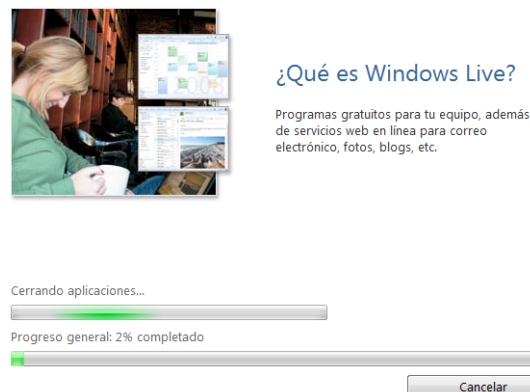 ¿Qué es Windows Live?
Programas gratuitos para tu equipo, además
de servicios web en línea para correo
electrónico, fotos, blogs, etc.
Cerrando aplicaciones...
Progreso general: 2% completado
Cancelar